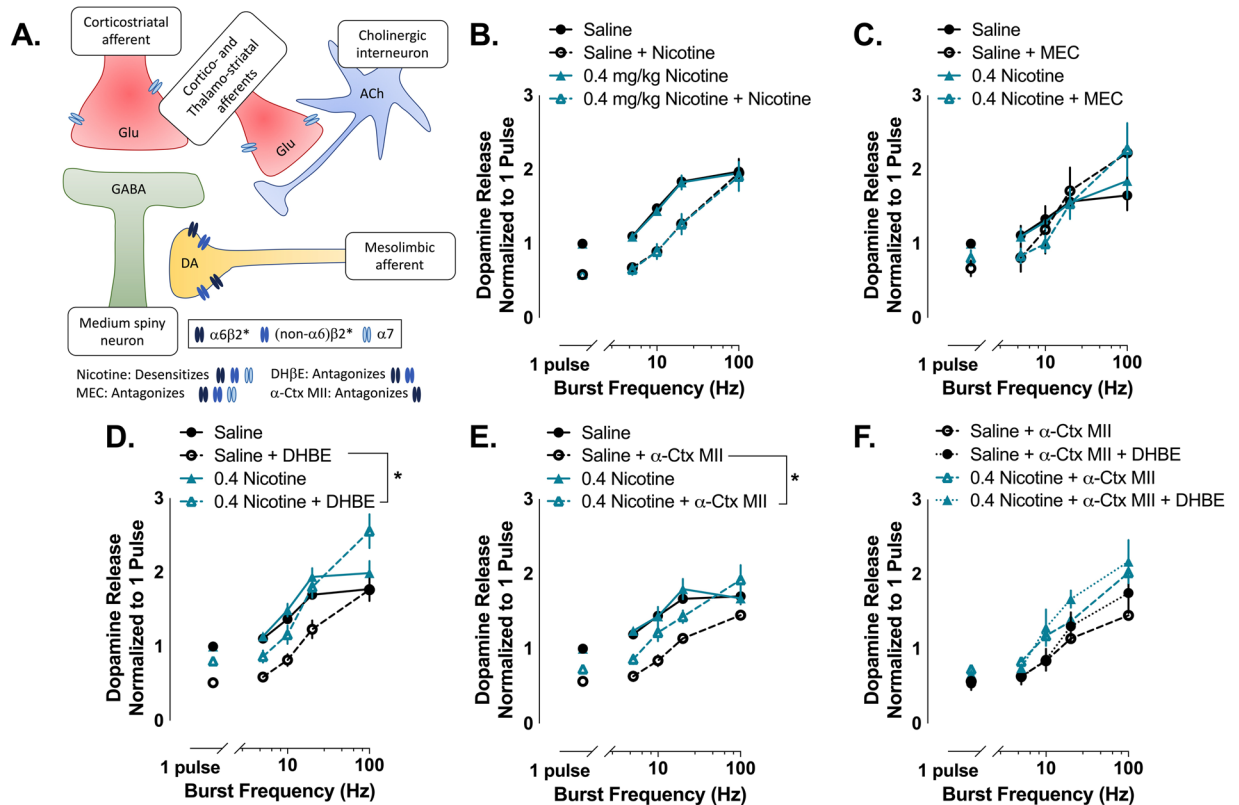 A.
Corticostriatal
afferent
Cortico- and
Thalamo-striatal
afferents
Cholinergic
interneuron
ACh
Glu
Glu
GABA
DA
Mesolimbic
afferent
Medium spiny
neuron
α6β2* (non-α6)β2* α7
Nicotine: Desensitizes DHβE: Antagonizes
MEC: Antagonizes α-Ctx MII: Antagonizes
B.
Saline
Saline + Nicotine
0.4 mg/kg Nicotine
0.4 mg/kg Nicotine + Nicotine
Dopamine Release
Normalized to 1 Pulse
3
2
1
0
1 pulse 10 100
Burst Frequency (Hz)
C.
Saline
Saline + MEC
0.4 Nicotine
0.4 Nicotine + MEC
Dopamine Release
Normalized to 1 Pulse
3
2
1
0
1 pulse 10 100
Burst Frequency (Hz)
D.
Saline
Saline + DHBE
0.4 Nicotine
0.4 Nicotine + DHBE
*
Dopamine Release
Normalized to 1 Pulse
3
2
1
0
1 pulse 10 100
Burst Frequency (Hz)
E.
Saline
Saline + α-Ctx MII
0.4 Nicotine
0.4 Nicotine + α-Ctx MII
*
Dopamine Release
Normalized to 1 Pulse
3
2
1
0
1 pulse 10 100
Burst Frequency (Hz)
F.
Saline + α-Ctx MII
Saline + α-Ctx MII + DHBE
0.4 Nicotine + α-Ctx MII
0.4 Nicotine + α-Ctx MII + DHBE
Dopamine Release
Normalized to 1 Pulse
3
2
1
0
1 pulse 10 100
Burst Frequency (Hz)